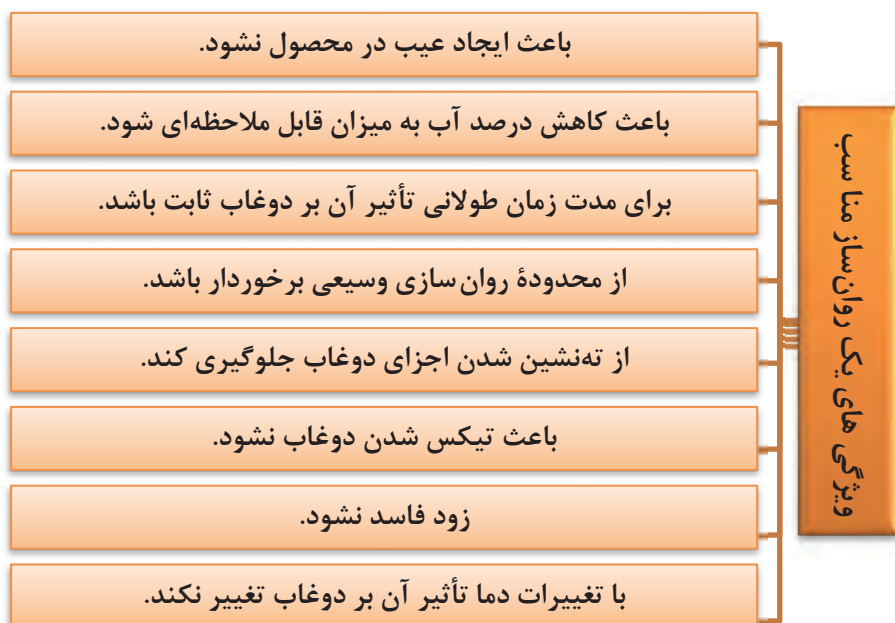 ویژگی های یک روان‌ساز منا سب
باعث ایجاد عیب در محصول نشود.
باعث کاهش درصد آب به میزان قابل ملاحظه‌ای شود.
برای مدت زمان طولانی تأثیر آن بر دوغاب ثابت باشد.
از محدودهٔ روان‌سازی وسیعی برخوردار باشد.
از ته‌نشین شدن اجزای دوغاب جلوگیری کند.
باعث تیکس شدن دوغاب نشود.
زود فاسد نشود.
با تغییرات دما تأثیر آن بر دوغاب تغییر نکند.